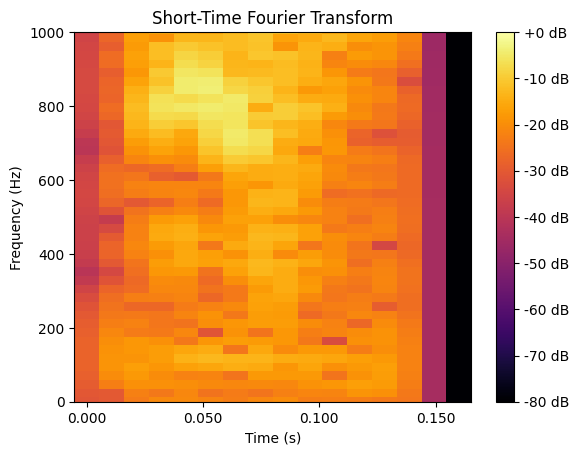 Short-Time Fourier Transform
1000
800
600
400
200
0
Frequency (Hz)
0.000
0.050
0.100
0.150
Time (s)
+0 dB
-10 dB
-20 dB
-30 dB
-40 dB
-50 dB
-60 dB
-70 dB
-80 dB